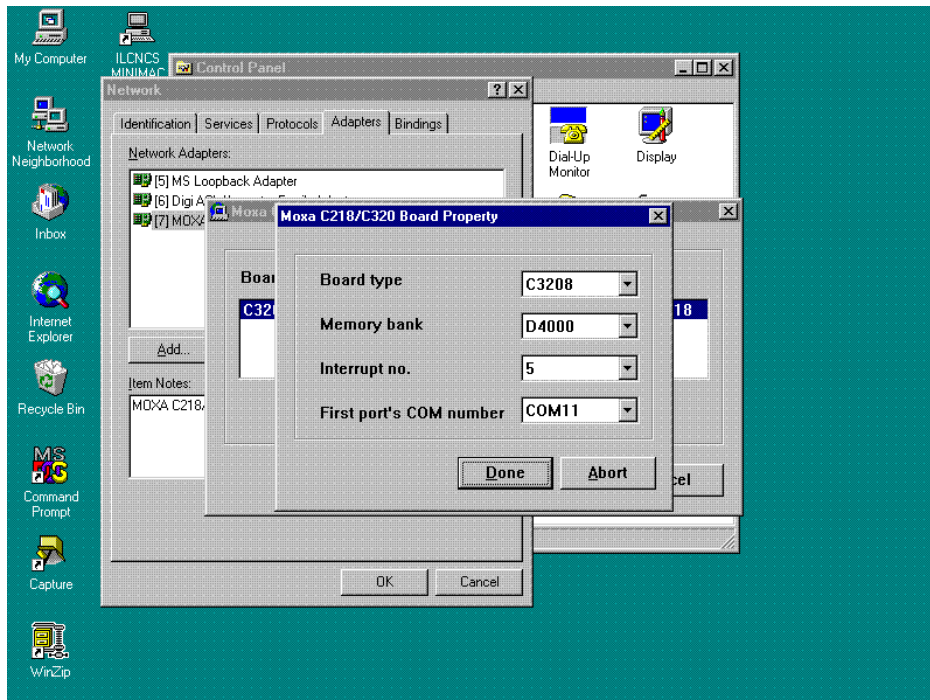 My Computer
ILCNCS
MINIMAC
Network
Neighborhood
Inbox
Internet
Explorer
Recycle Bin
MS
Command
Prompt
Capture
WinZip
Control Panel
Dial-Up
Monitor
Display
Network
Identification
Services
Protocols
Adapters
Bindings
Network Adapters:
[5] MS Loopback Adapter
[6] Digi
[7] MOXA
Add...
Item Notes:
MOXA C218/
OK
Cancel
Moxa
Boar
C320
18
cel
Moxa C218/C320 Board Property
Board type
C3208
Memory bank
D4000
Interrupt no.
5
First port's COM number
COM11
Done
Abort